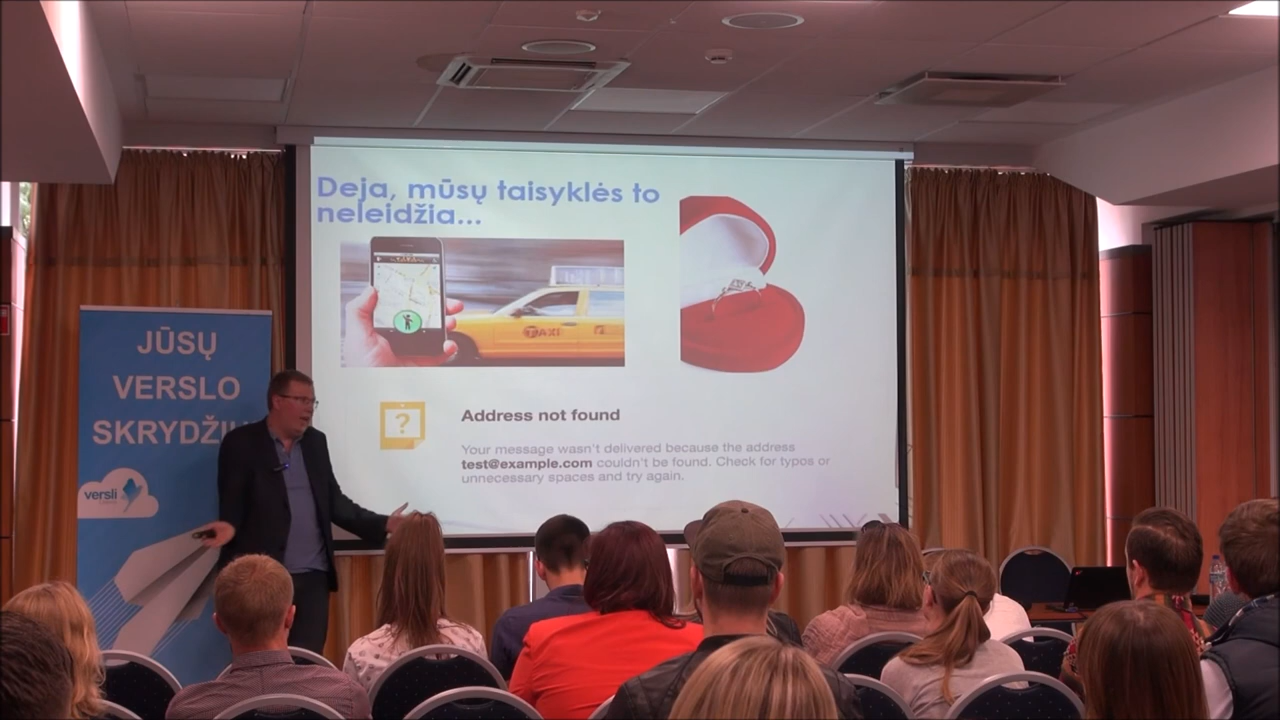 Deja, mūsų taisyklės to
neleidžia...
TAXI
Address not found
Your message wasn't delivered because the address
test@example.com couldn't be found. Check for typos or
unnecessary spaces and try again.
JŪSŲ
VERSLO
versli